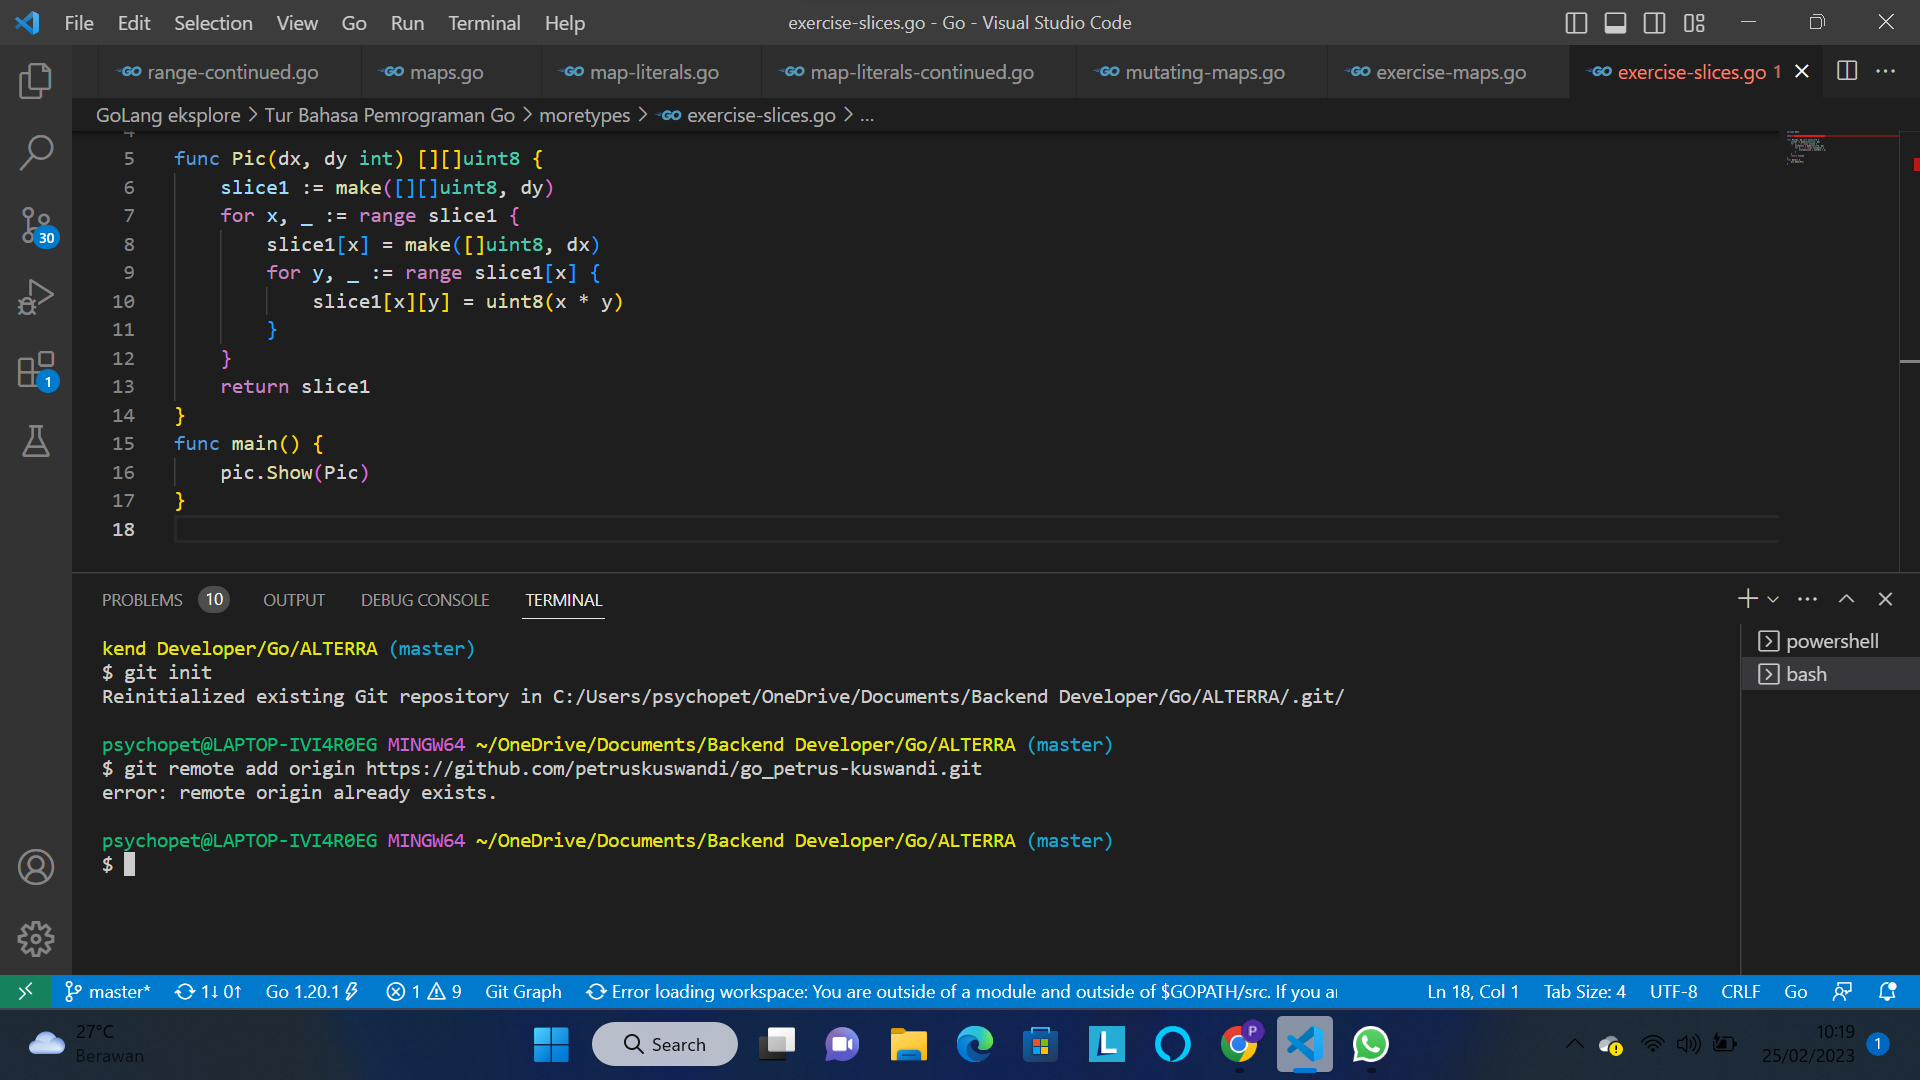 File Edit Selection View Go Run Terminal Help
exercise-slices.go - Go - Visual Studio Code
GO range-continued.go GO maps.go GO map-literals.go GO map-literals-continued.go GO mutating-maps.go GO exercise-maps.go GO exercise-slices.go 1
GoLang eksplore > Tur Bahasa Pemrograman Go > moretypes > GO exercise-slices.go > ...
4
5 func Pic(dx, dy int) [][]uint8 {
6 slice1 := make([][]uint8, dy)
7 for x, _ := range slice1 {
8 slice1[x] = make([]uint8, dx)
9 for y, _ := range slice1[x] {
10 slice1[x][y] = uint8(x * y)
11 }
12 }
13 return slice1
14 }
15 func main() {
16 pic.Show(Pic)
17 }
18
30
1
PROBLEMS 10 OUTPUT DEBUG CONSOLE TERMINAL
kend Developer/Go/ALTERRA (master)
$ git init
Reinitialized existing Git repository in C:/Users/psychopet/OneDrive/Documents/Backend Developer/Go/ALTERRA/.git/
psychopet@LAPTOP-IVI4R0EG MINGW64 ~/OneDrive/Documents/Backend Developer/Go/ALTERRA (master)
$ git remote add origin https://github.com/petruskuswandi/go_petrus-kuswandi.git
error: remote origin already exists.
psychopet@LAPTOP-IVI4R0EG MINGW64 ~/OneDrive/Documents/Backend Developer/Go/ALTERRA (master)
$
powershell
bash
master* 1↓ 0↑ Go 1.20.1 1 9 Git Graph Error loading workspace: You are outside of a module and outside of $GOPATH/src. If you ar Ln 18, Col 1 Tab Size: 4 UTF-8 CRLF Go
27°C
Berawan
Search
L
P
10:19
25/02/2023
1